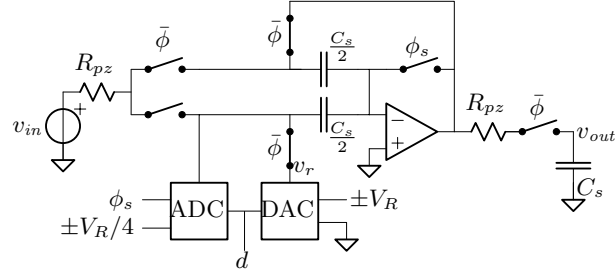 φ̄
φ̄
C_s/2
φ_s
R_pz
v_in
+
C_s/2
−
+
R_pz
φ̄
v_out
C_s
φ̄
v_r
φ_s
ADC
DAC
±V_R
±V_R/4
d